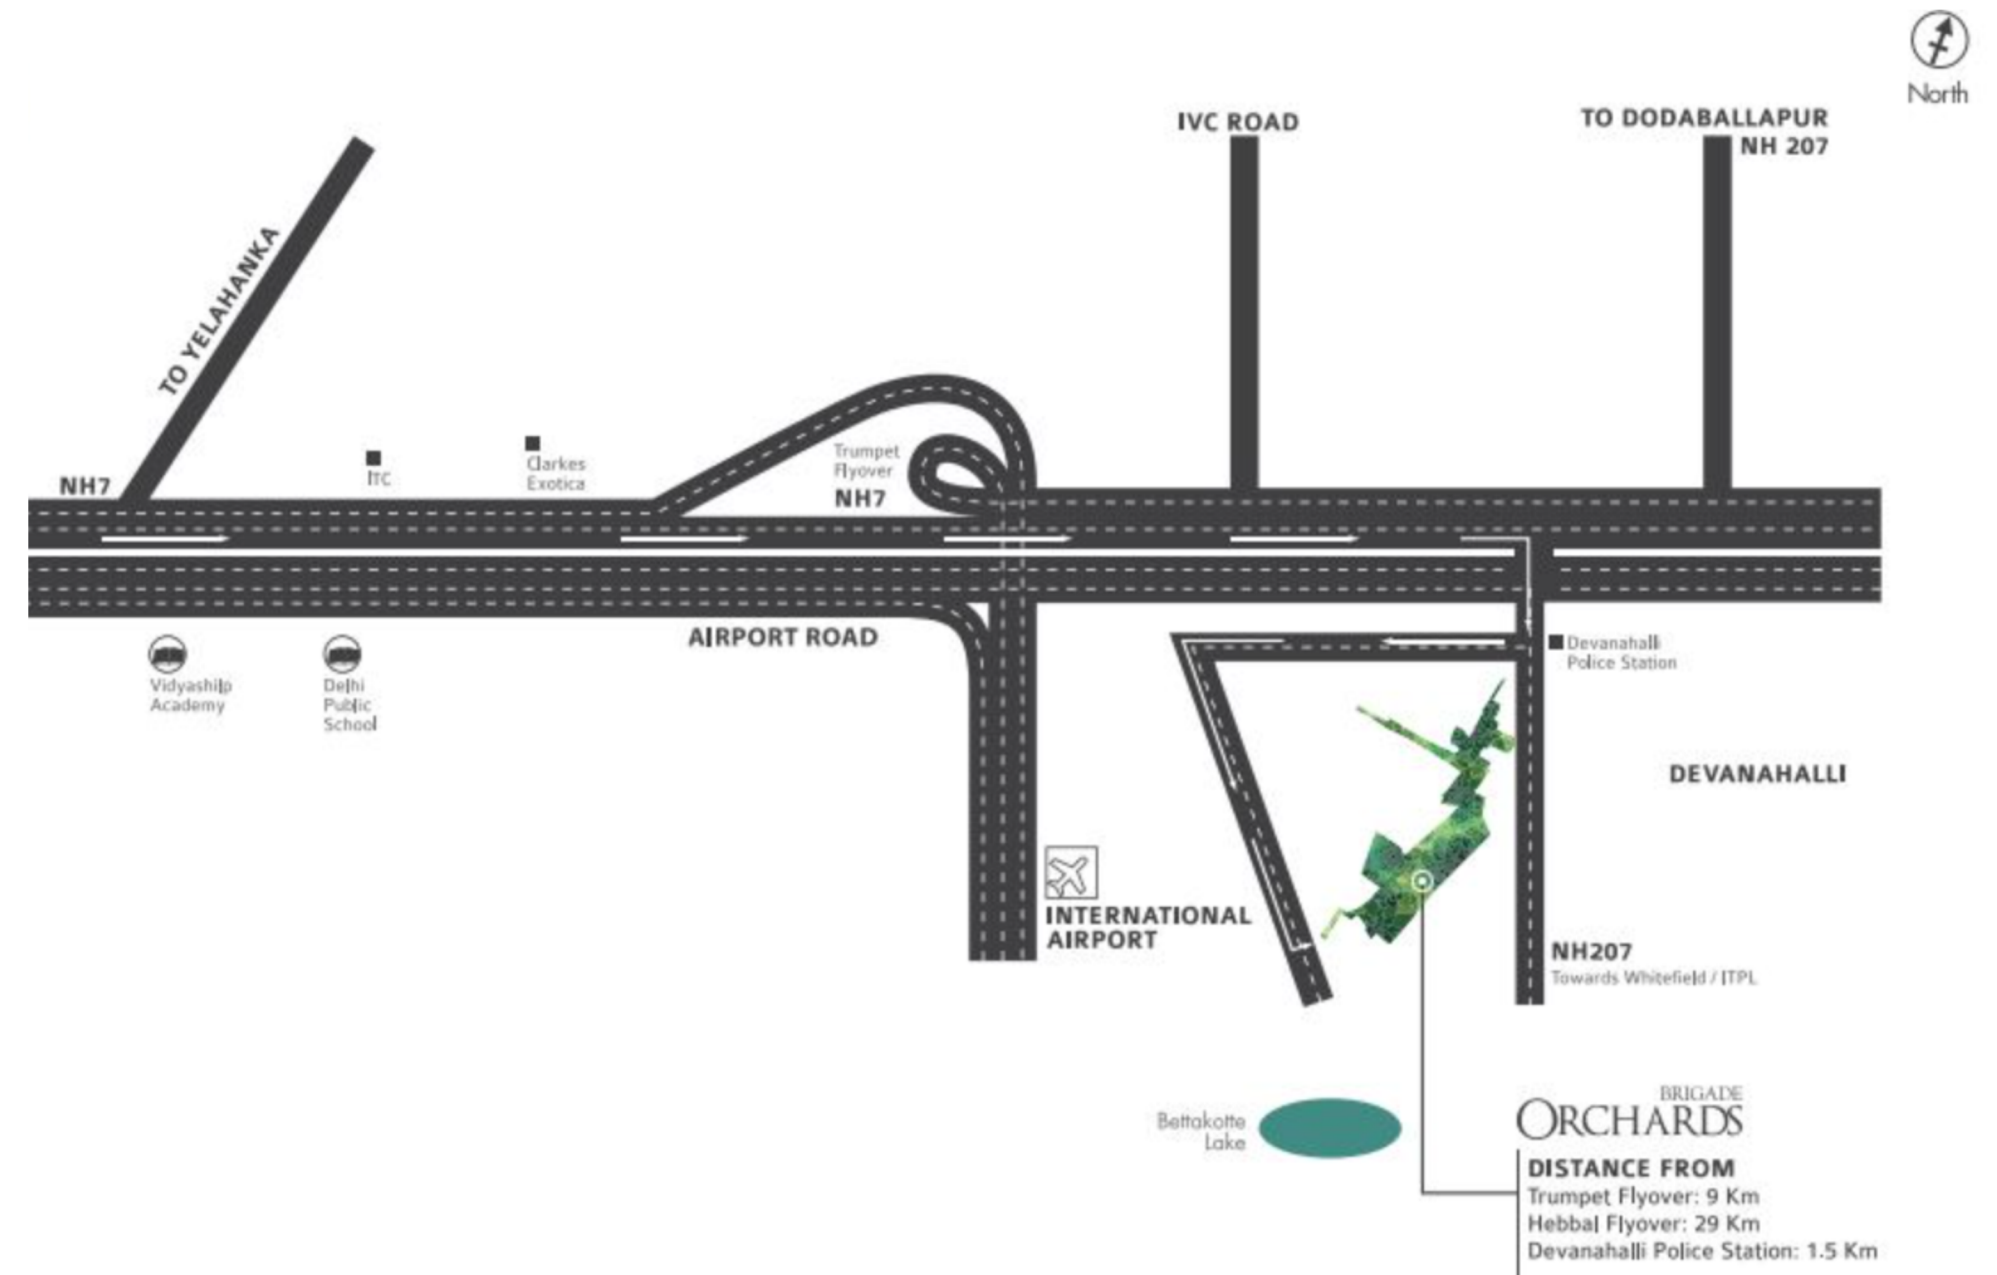 North
IVC ROAD
TO DODABALLAPUR
NH 207
TO YELAHANKA
NH7
ITC
Clarkes
Exotica
Trumpet
Flyover
NH7
AIRPORT ROAD
Vidyashilp
Academy
Delhi
Public
School
Devanahalli
Police Station
DEVANAHALLI
INTERNATIONAL
AIRPORT
NH207
Towards Whitefield / ITPL
Bettakotte
Lake
BRIGADE
ORCHARDS
DISTANCE FROM
Trumpet Flyover: 9 Km
Hebbal Flyover: 29 Km
Devanahalli Police Station: 1.5 Km